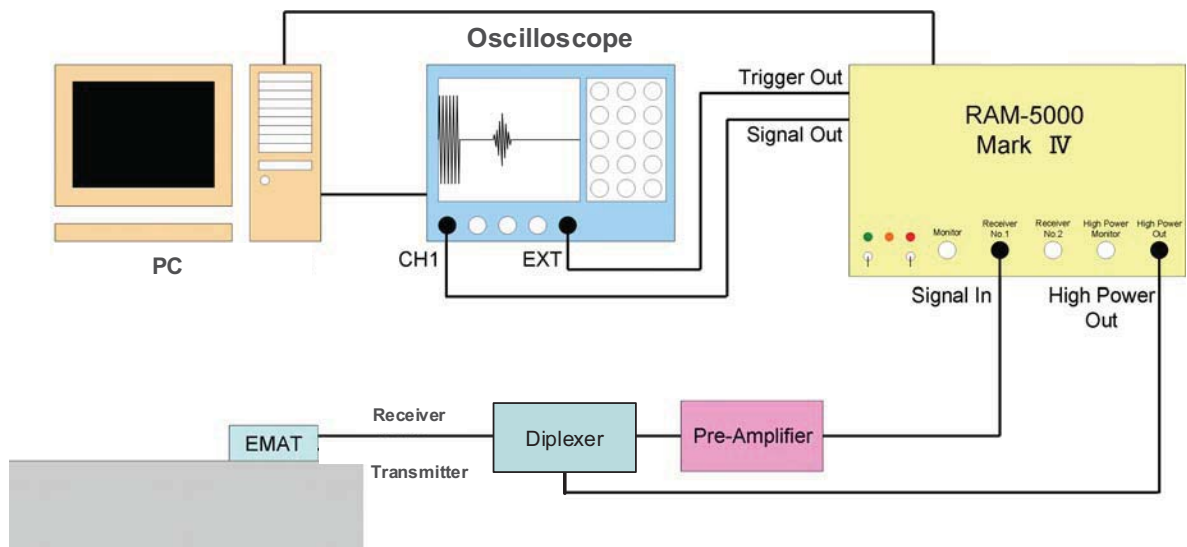 Oscilloscope
Trigger Out
Signal Out
RAM-5000
Mark Ⅳ
PC
CH1
EXT
Monitor
Receiver
No.1
Receiver
No.2
High Power
Monitor
High Power
Out
Signal In
High Power
Out
Receiver
EMAT
Transmitter
Diplexer
Pre-Amplifier